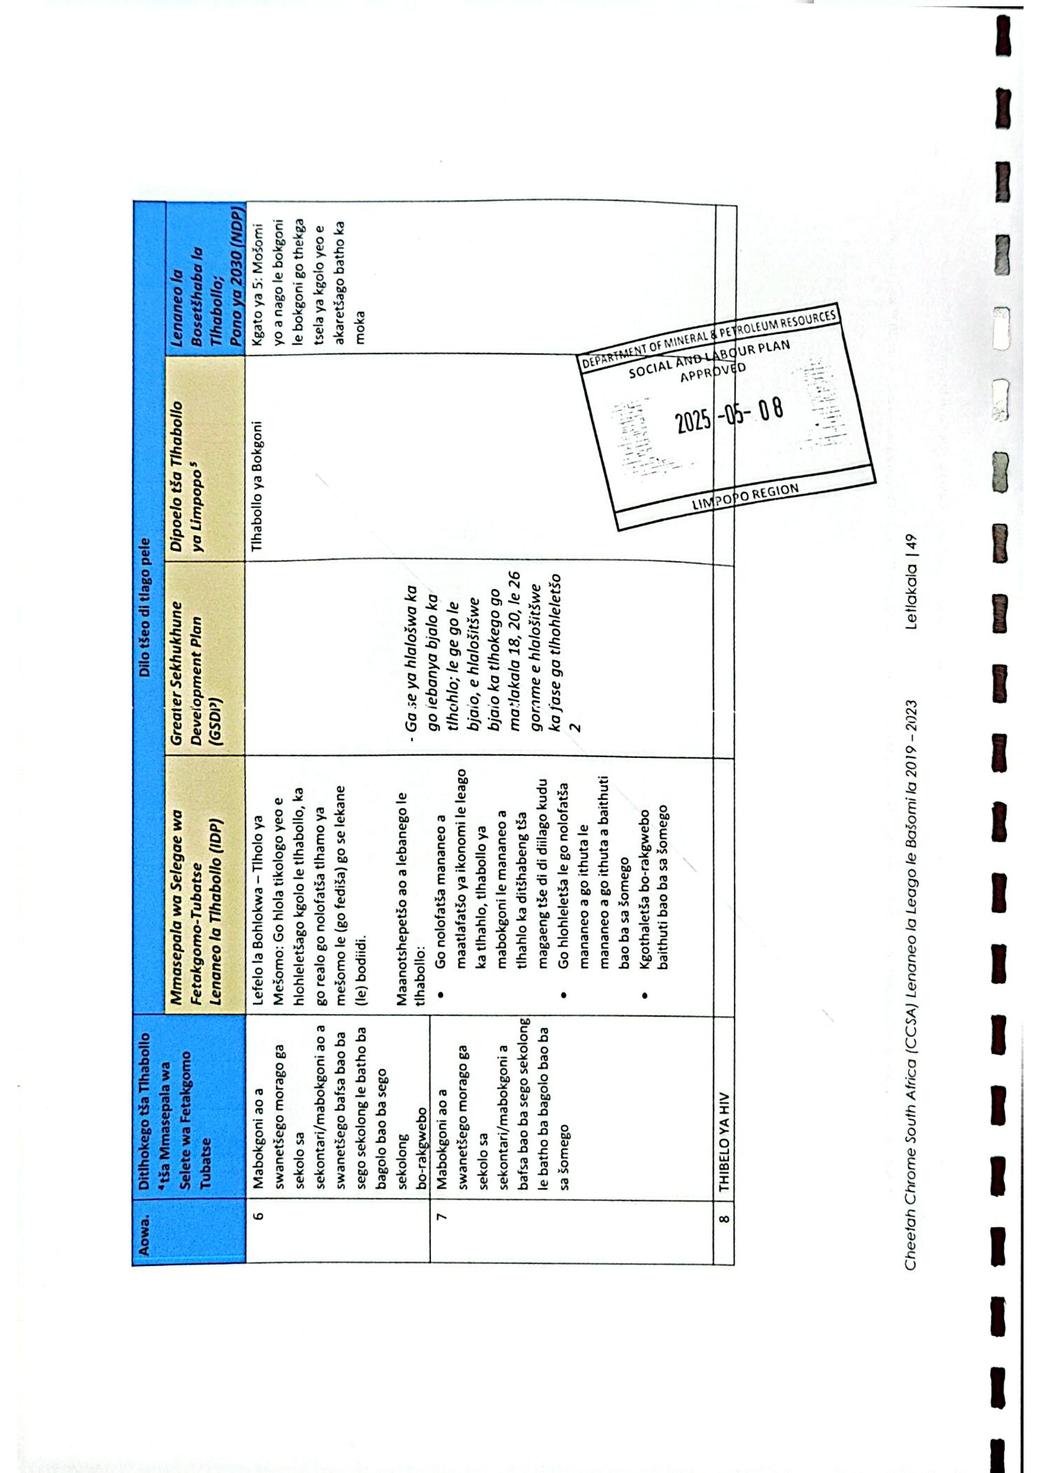 Aowa.
Ditlhokego tša Tlhabollo
⁴ tša Mmasepala wa
Selete wa Fetakgomo
Tubatse
Dilo tšeo di tlago pele
Mmasepala wa Selegae wa
Fetakgomo-Tubatse
Lenaneo la Tlhabollo (IDP)
Greater Sekhukhune
Development Plan
(GSDP)
Dipoelo tša Tlhabollo
ya Limpopo ⁵
Lenaneo la
Bosetšhaba la
Tlhabollo;
Pono ya 2030 (NDP)
6
Mabokgoni ao a
swanetšego morago ga
sekolo sa
sekontari/mabokgoni ao a
swanetšego bafsa bao ba
sego sekolong le batho ba
bagolo bao ba sego
sekolong
bo-rakgwebo
Lefelo la Bohlokwa – Tlholo ya
Mešomo: Go hlola tikologo yeo e
hlohleletšago kgolo le tlhabollo, ka
go realo go nolofatša tlhamo ya
mešomo le (go fediša) go se lekane
(le) bodiidi.
Maanotshepetšo ao a lebanego le
tlhabollo:
Tlhabollo ya Bokgoni
Kgato ya 5: Mošomi
yo a nago le bokgoni
le bokgoni go thekga
tsela ya kgolo yeo e
akaretšago batho ka
moka
7
Mabokgoni ao a
swanetšego morago ga
sekolo sa
sekontari/mabokgoni a
bafsa bao ba sego sekolong
le batho ba bagolo bao ba
sa šomego
• Go nolofatša mananeo a
maatlafatšo ya ikonomi le leago
ka tlhahlo, tlhabollo ya
mabokgoni le mananeo a
tlhahlo ka ditšhabeng tša
magaeng tše di diilago kudu
• Go hlohleletša le go nolofatša
mananeo a go ithuta le
mananeo a go ithuta a baithuti
bao ba sa šomego
• Kgothaletša bo-rakgwebo
baithuti bao ba sa šomego
- Ga se ya hlalošwa ka
go lebanya bjalo ka
tlhohlo; le ge go le
bjalo, e hlalošitšwe
bjalo ka tlhokego go
matlakala 18, 20, le 26
gomme e hlalošitšwe
ka fase ga tlhohleletšo
2
8
THIBELO YA HIV
DEPARTMENT OF MINERAL & PETROLEUM RESOURCES
SOCIAL AND LABOUR PLAN
APPROVED
2025 -05- 08
LIMPOPO REGION
Cheetah Chrome South Africa (CCSA) Lenaneo la Leago le Bašomi la 2019 – 2023 Letlakala | 49